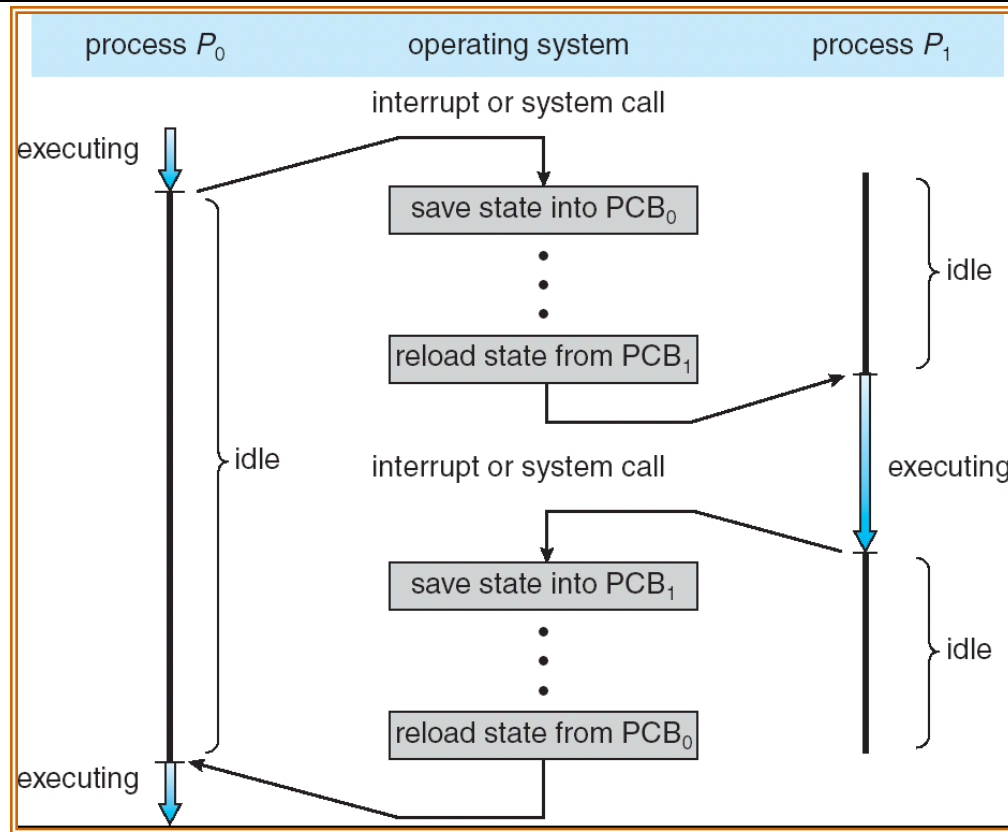 process P₀
operating system
process P₁
interrupt or system call
executing
save state into PCB₀
idle
reload state from PCB₁
idle
interrupt or system call
executing
save state into PCB₁
idle
reload state from PCB₀
executing